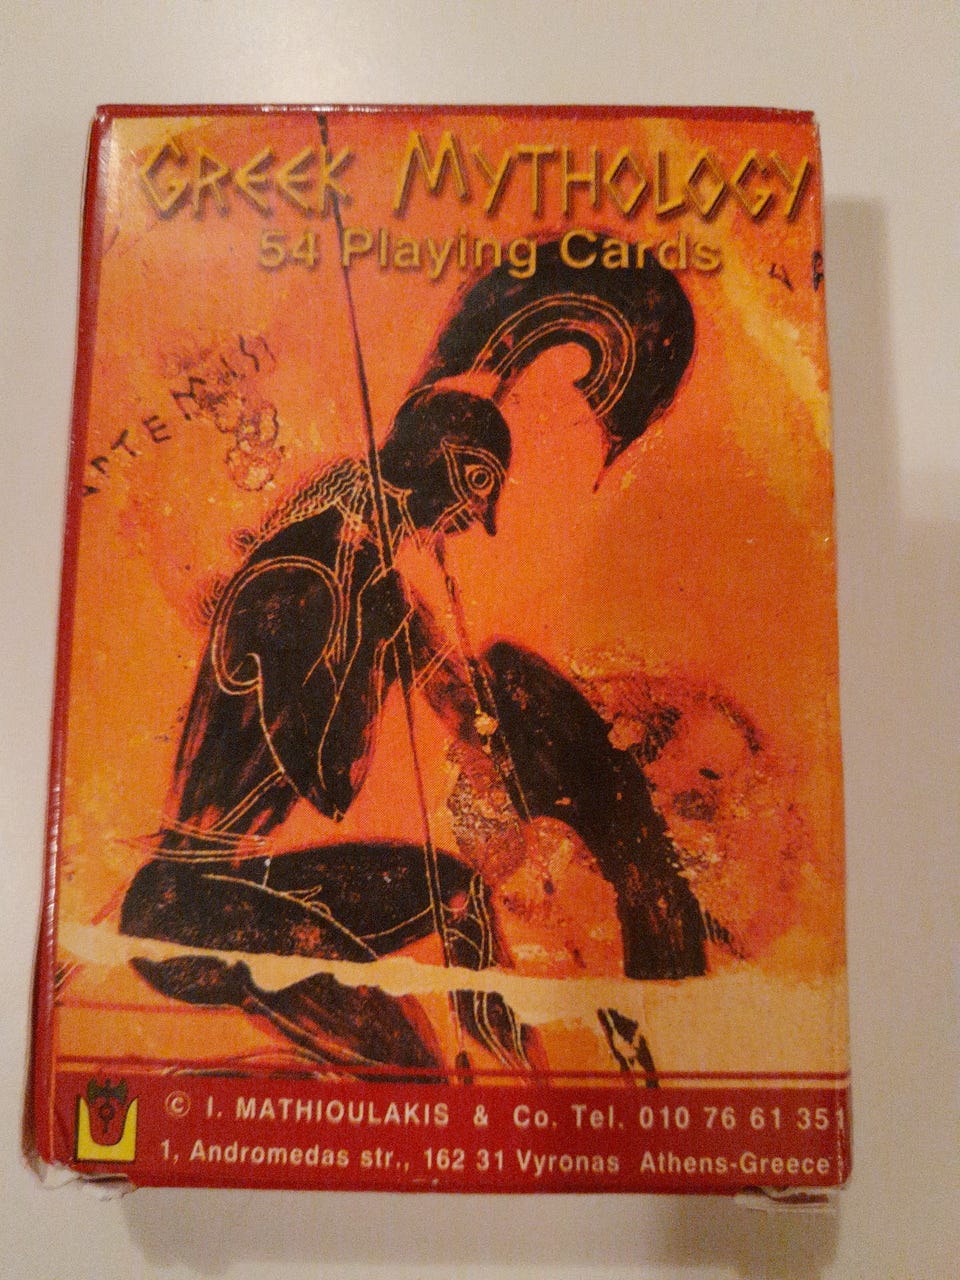 GREEK MYTHOLOGY
54 Playing Cards
ΑΡΤΕΜΙΣ
© I. MATHIOULAKIS & Co. Tel. 010 76 61 351
1, Andromedas str., 162 31 Vyronas Athens-Greece